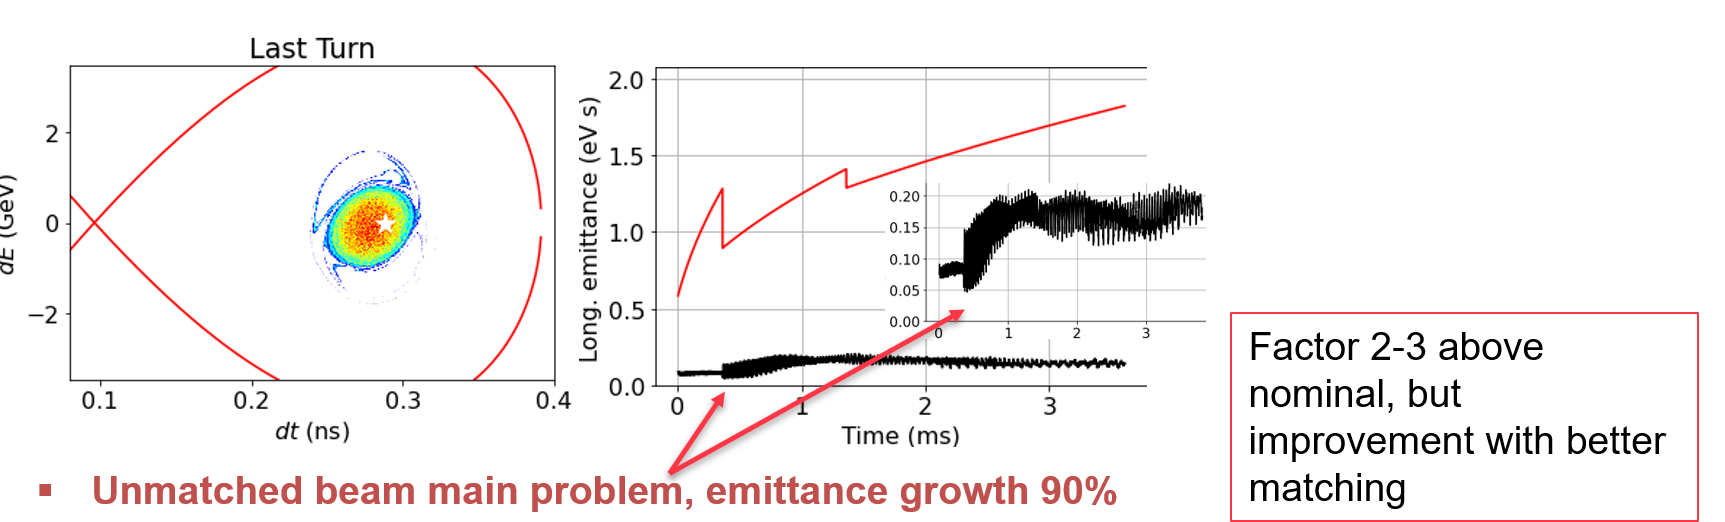 Last Turn
2
0
−2
dE (GeV)
0.1
0.2
0.3
0.4
dt (ns)
2.0
1.5
1.0
0.5
0.0
Long. emittance (eV s)
0
1
2
3
Time (ms)
0.20
0.15
0.10
0.05
0.00
0
1
2
3
▪ Unmatched beam main problem, emittance growth 90%
Factor 2-3 above
nominal, but
improvement with better
matching